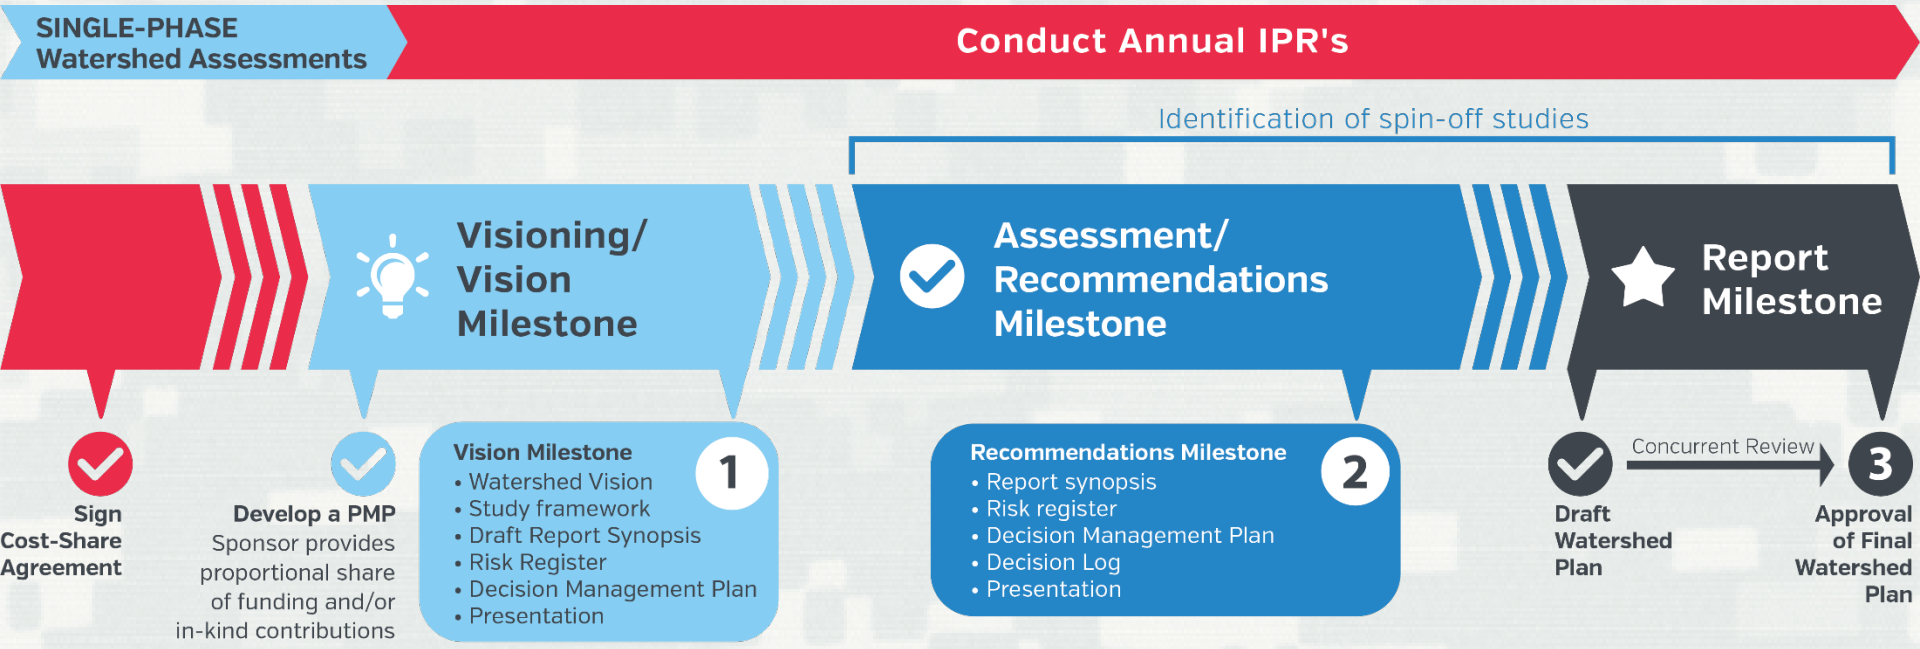 SINGLE-PHASE
Watershed Assessments
Conduct Annual IPR's
Identification of spin-off studies
Visioning/
Vision
Milestone
Assessment/
Recommendations
Milestone
Report
Milestone
Sign
Cost-Share
Agreement
Develop a PMP
Sponsor provides
proportional share
of funding and/or
in-kind contributions
Vision Milestone
• Watershed Vision
• Study framework
• Draft Report Synopsis
• Risk Register
• Decision Management Plan
• Presentation
1
Recommendations Milestone
• Report synopsis
• Risk register
• Decision Management Plan
• Decision Log
• Presentation
2
Draft
Watershed
Plan
Concurrent Review
3
Approval
of Final
Watershed
Plan